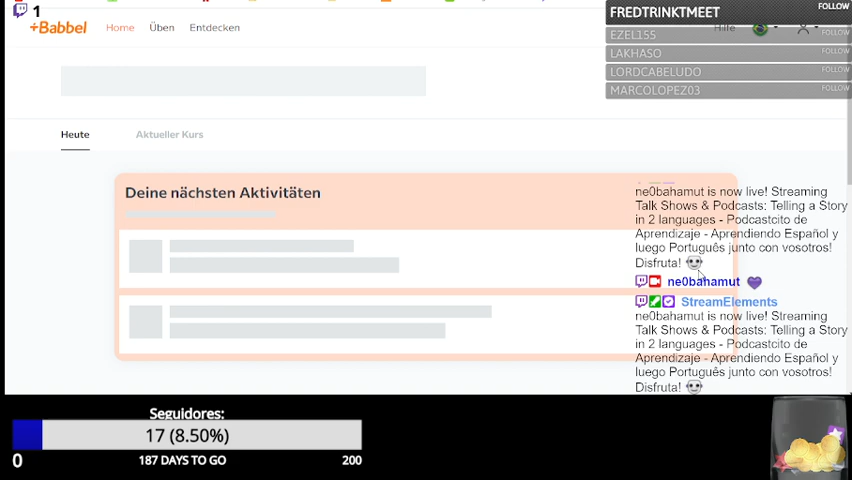 1
FREDTRINKTMEET FOLLOW
+Babbel Home Üben Entdecken Hilfe
EZEL155 FOLLOW
LAKHASO FOLLOW
LORDCABELUDO FOLLOW
MARCOLOPEZ03 FOLLOW
Heute Aktueller Kurs
Deine nächsten Aktivitäten
ne0bahamut is now live! Streaming
Talk Shows & Podcasts: Telling a Story
in 2 languages - Podcastcito de
Aprendizaje - Aprendiendo Español y
luego Português junto con vosotros!
Disfruta!
ne0bahamut
StreamElements
ne0bahamut is now live! Streaming
Talk Shows & Podcasts: Telling a Story
in 2 languages - Podcastcito de
Aprendizaje - Aprendiendo Español y
luego Português junto con vosotros!
Disfruta!
Seguidores:
17 (8.50%)
0 187 DAYS TO GO 200